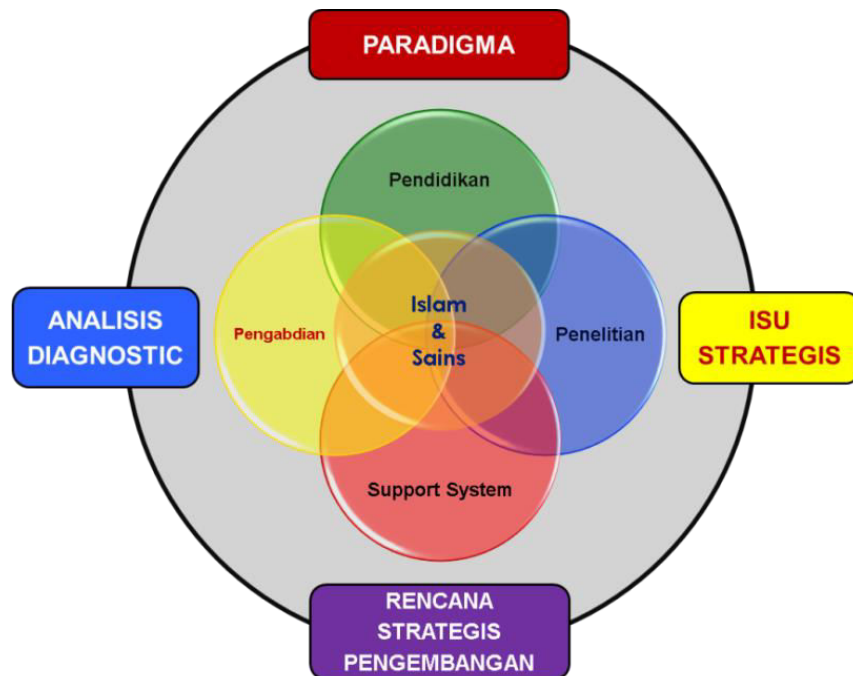 PARADIGMA
Pendidikan
ANALISIS
DIAGNOSTIC
Pengabdian
Islam
&
Sains
Penelitian
ISU
STRATEGIS
Support System
RENCANA
STRATEGIS
PENGEMBANGAN